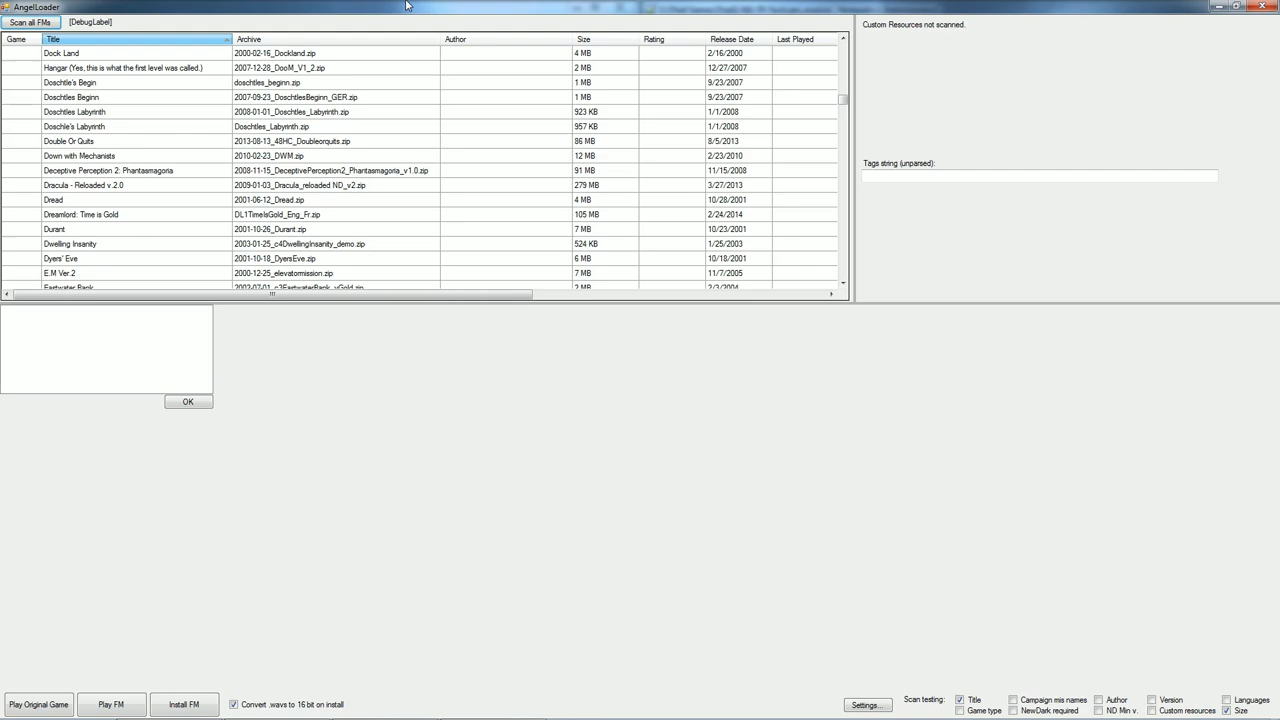 AngelLoader
Scan all FMs [DebugLabel]
Custom Resources not scanned.
Game Title Archive Author Size Rating Release Date Last Played
Dock Land 2000-02-16_Dockland.zip 4 MB 2/16/2000
Hangar (Yes, this is what the first level was called.) 2007-12-28_DooM_V1_2.zip 2 MB 12/27/2007
Doschtle's Begin doschtles_beginn.zip 1 MB 9/23/2007
Doschtles Beginn 2007-09-23_DoschtlesBeginn_GER.zip 1 MB 9/23/2007
Doschtles Labyrinth 2008-01-01_Doschtles_Labyrinth.zip 923 KB 1/1/2008
Doschle's Labyrinth Doschtles_Labyrinth.zip 957 KB 1/1/2008
Double Or Quits 2013-08-13_48HC_Doubleorquits.zip 86 MB 8/5/2013
Down with Mechanists 2010-02-23_DWM.zip 12 MB 2/23/2010
Deceptive Perception 2: Phantasmagoria 2008-11-15_DeceptivePerception2_Phantasmagoria_v1.0.zip 91 MB 11/15/2008
Dracula - Reloaded v.2.0 2009-01-03_Dracula_reloaded ND_v2.zip 279 MB 3/27/2013
Dread 2001-06-12_Dread.zip 4 MB 10/28/2001
Dreamlord: Time is Gold DL1TimeIsGold_Eng_Fr.zip 105 MB 2/24/2014
Durant 2001-10-26_Durant.zip 7 MB 10/23/2001
Dwelling Insanity 2003-01-25_c4DwellingInsanity_demo.zip 524 KB 1/25/2003
Dyers' Eve 2001-10-18_DyersEve.zip 6 MB 10/18/2001
E.M Ver.2 2000-12-25_elevatormission.zip 7 MB 11/7/2005
Eastwater Bank 2002-07-01_c3EastwaterBank_vGold.zip 2 MB 2/3/2004
Tags string (unparsed):
OK
Play Original Game Play FM Install FM Convert .wavs to 16 bit on install
Settings... Scan testing: Title Campaign mis names Author Version Languages
Game type NewDark required ND Min v. Custom resources Size